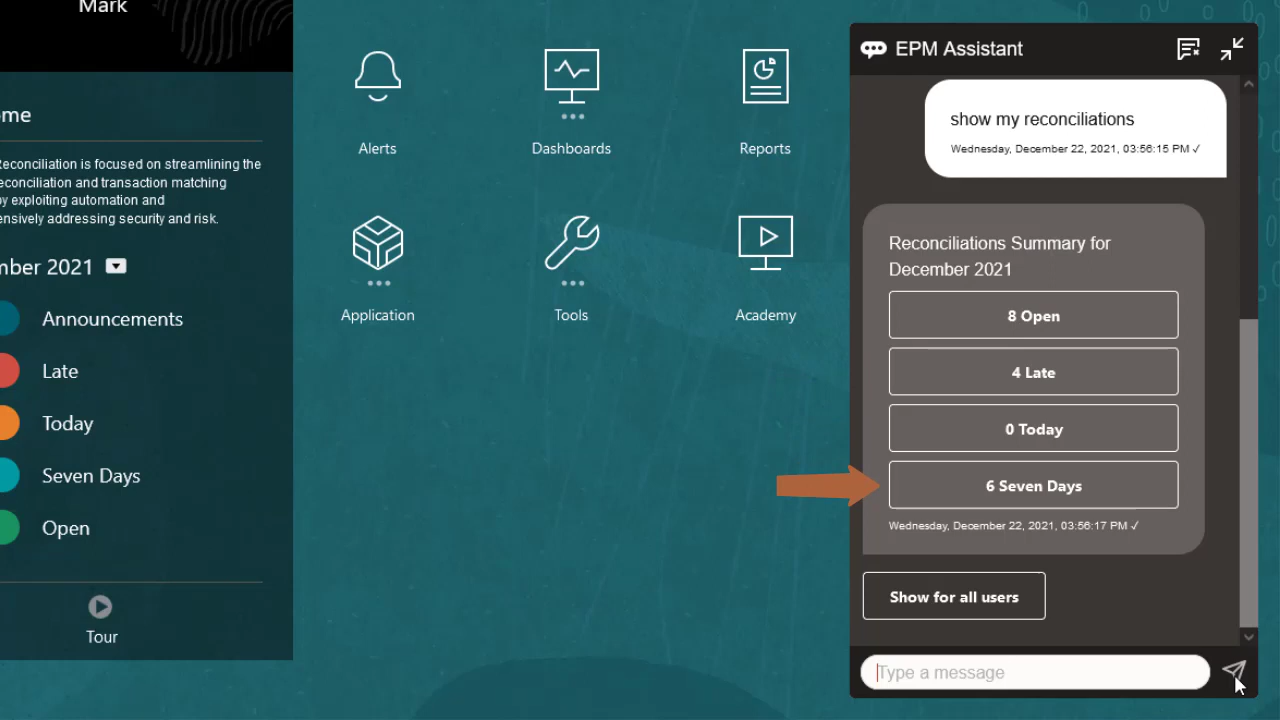 Mark
ome
Reconciliation is focused on streamlining the
econciliation and transaction matching
by exploiting automation and
ensively addressing security and risk.
mber 2021
Announcements
Late
Today
Seven Days
Open
Tour
Alerts
Dashboards
Reports
Application
Tools
Academy
EPM Assistant
show my reconciliations
Wednesday, December 22, 2021, 03:56:15 PM ✓
Reconciliations Summary for
December 2021
8 Open
4 Late
0 Today
6 Seven Days
Wednesday, December 22, 2021, 03:56:17 PM ✓
Show for all users
Type a message